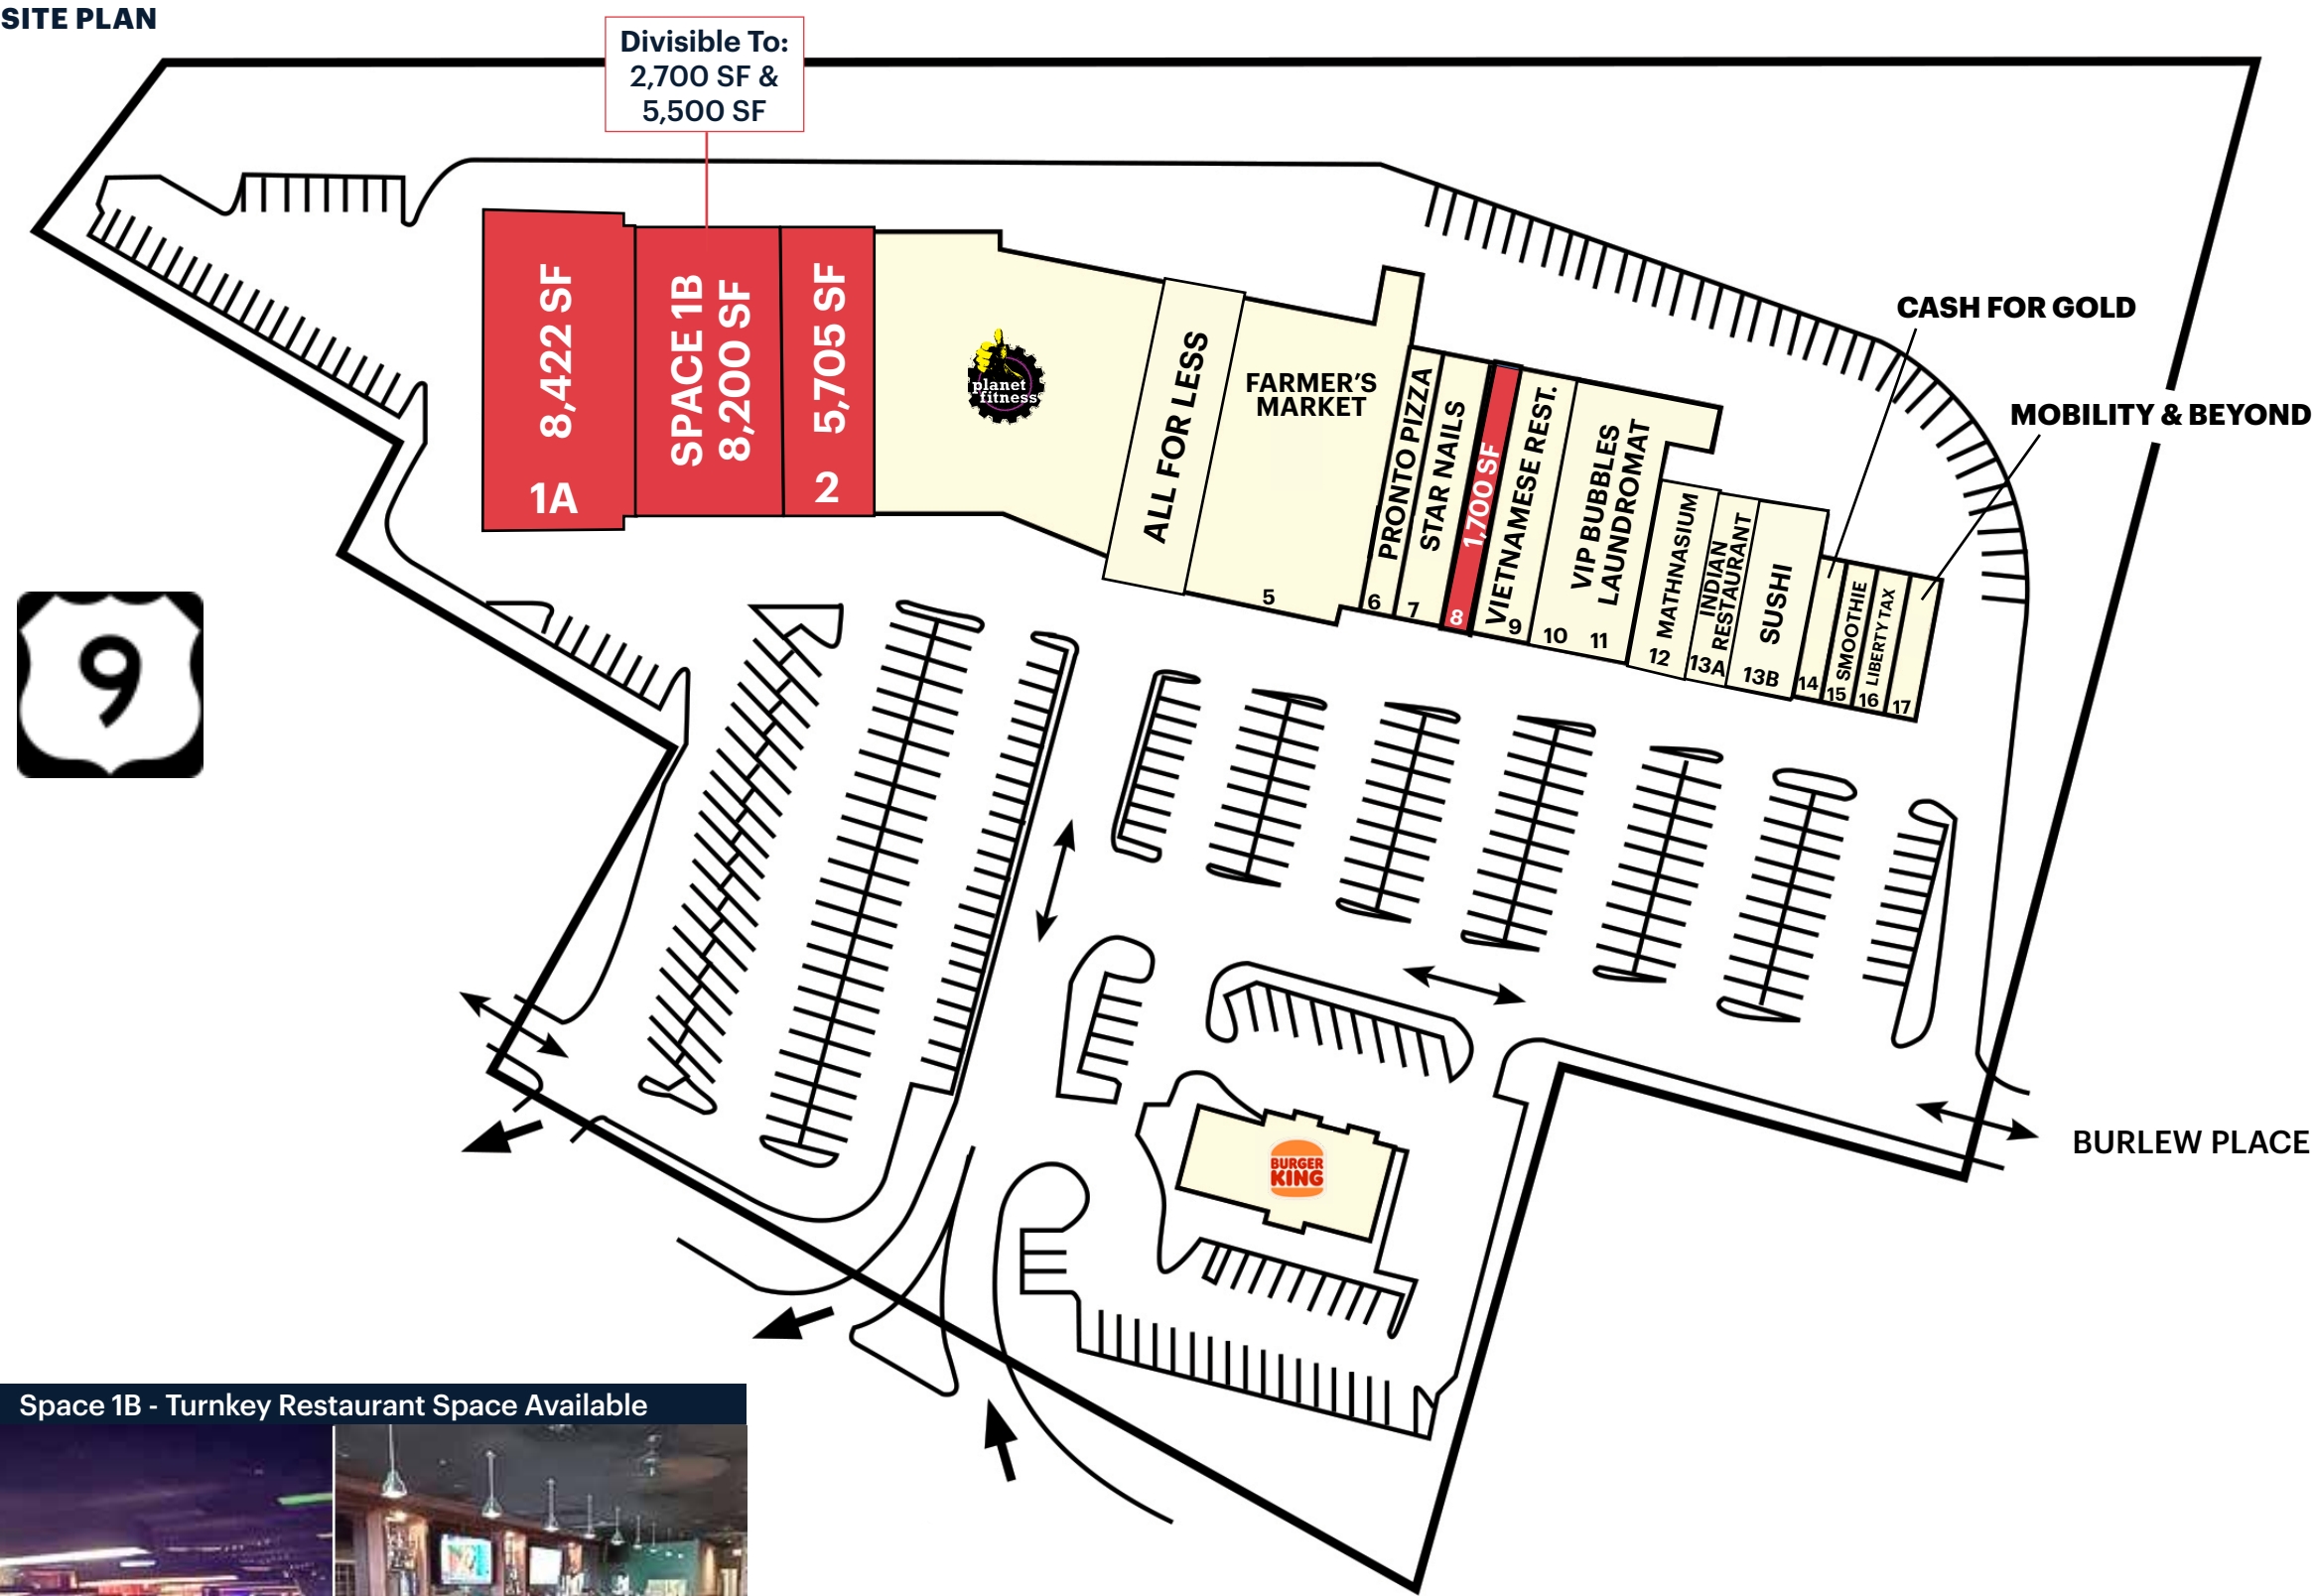 SITE PLAN
Divisible To:
2,700 SF &
5,500 SF
8,422 SF
1A
SPACE 1B
8,200 SF
5,705 SF
2
planet
fitness
ALL FOR LESS
FARMER'S
MARKET
5
PRONTO PIZZA
6
STAR NAILS
7
1,700 SF
8
VIETNAMESE REST.
9
VIP BUBBLES
LAUNDROMAT
10
11
MATHNASIUM
12
INDIAN
RESTAURANT
13A
SUSHI
13B
CASH FOR GOLD
14
SMOOTHIE
15
LIBERTY TAX
16
MOBILITY & BEYOND
17
9
BURGER
KING
BURLEW PLACE
Space 1B - Turnkey Restaurant Space Available